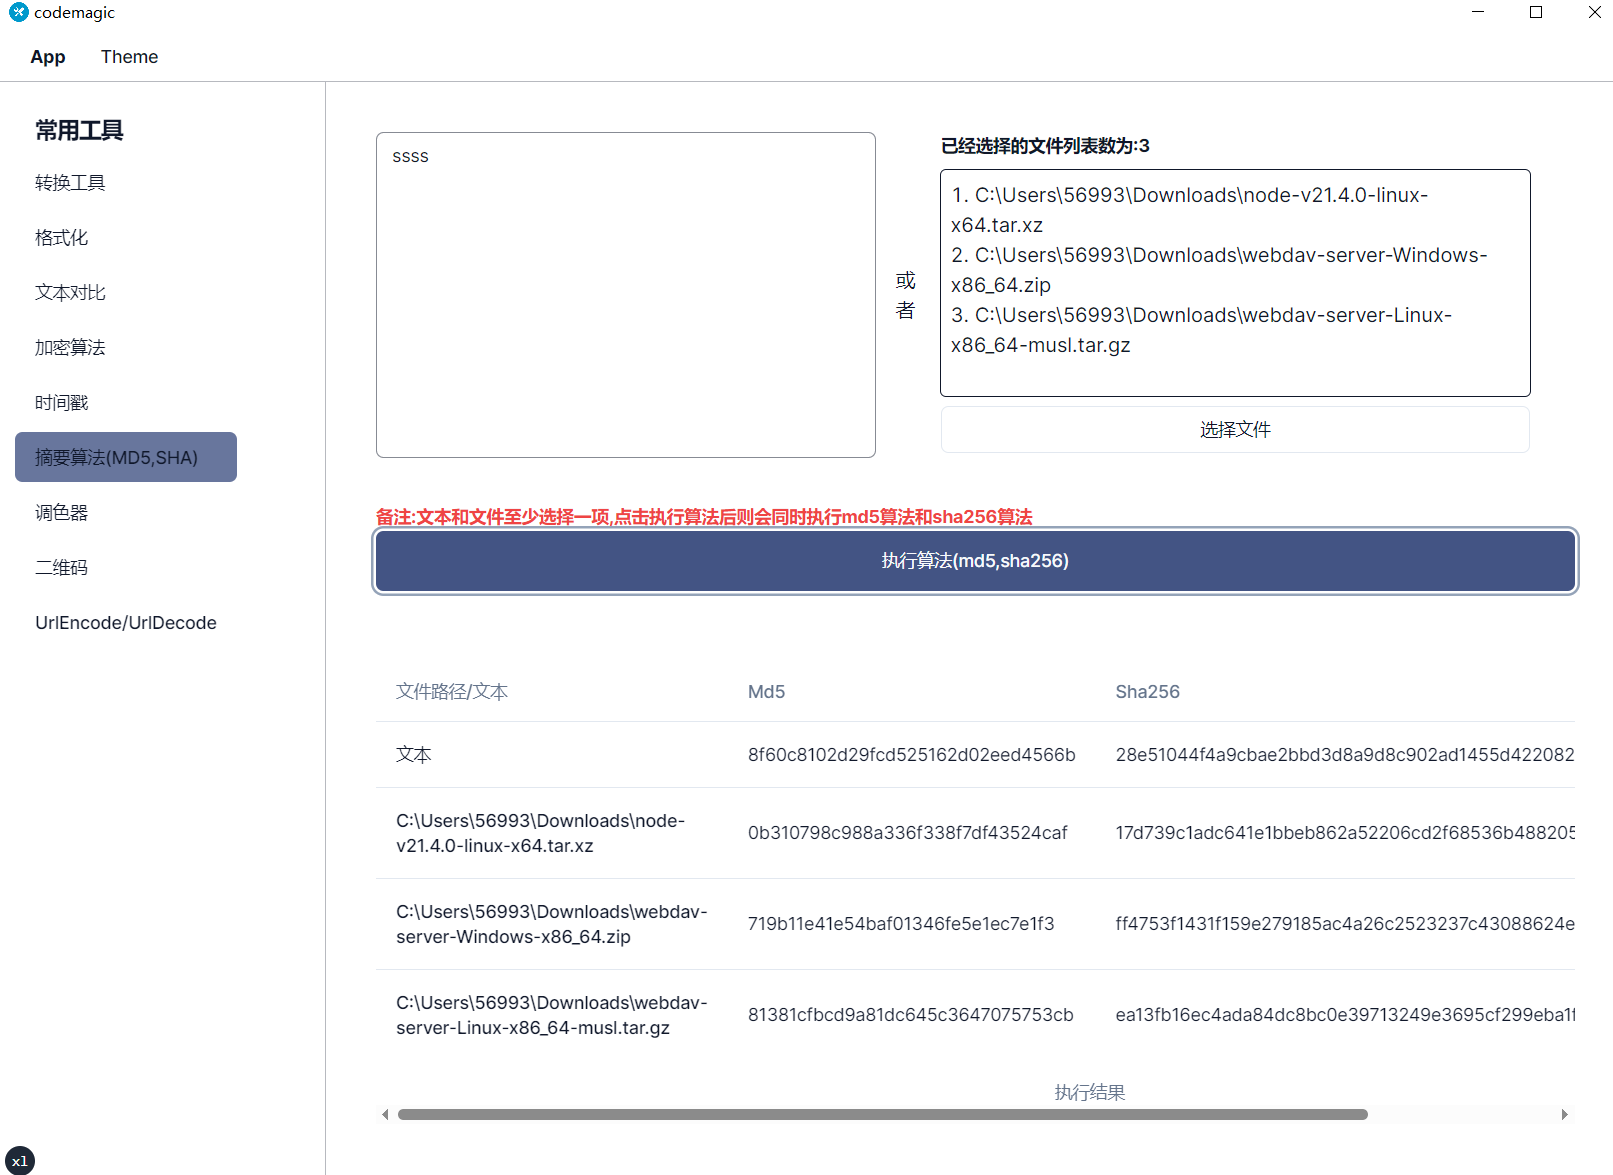 codemagic
App Theme
常用工具
转换工具
格式化
文本对比
加密算法
时间戳
摘要算法(MD5,SHA)
调色器
二维码
UrlEncode/UrlDecode
ssss
或
者
已经选择的文件列表数为:3
1. C:\Users\56993\Downloads\node-v21.4.0-linux-
x64.tar.xz
2. C:\Users\56993\Downloads\webdav-server-Windows-
x86_64.zip
3. C:\Users\56993\Downloads\webdav-server-Linux-
x86_64-musl.tar.gz
选择文件
备注:文本和文件至少选择一项,点击执行算法后则会同时执行md5算法和sha256算法
执行算法(md5,sha256)
文件路径/文本 Md5 Sha256
文本 8f60c8102d29fcd525162d02eed4566b 28e51044f4a9cbae2bbd3d8a9d8c902ad1455d422082
C:\Users\56993\Downloads\node-
v21.4.0-linux-x64.tar.xz 0b310798c988a336f338f7df43524caf 17d739c1adc641e1bbeb862a52206cd2f68536b488205
C:\Users\56993\Downloads\webdav-
server-Windows-x86_64.zip 719b11e41e54baf01346fe5e1ec7e1f3 ff4753f1431f159e279185ac4a26c2523237c43088624e
C:\Users\56993\Downloads\webdav-
server-Linux-x86_64-musl.tar.gz 81381cfbcd9a81dc645c3647075753cb ea13fb16ec4ada84dc8bc0e39713249e3695cf299eba1f
执行结果
xl